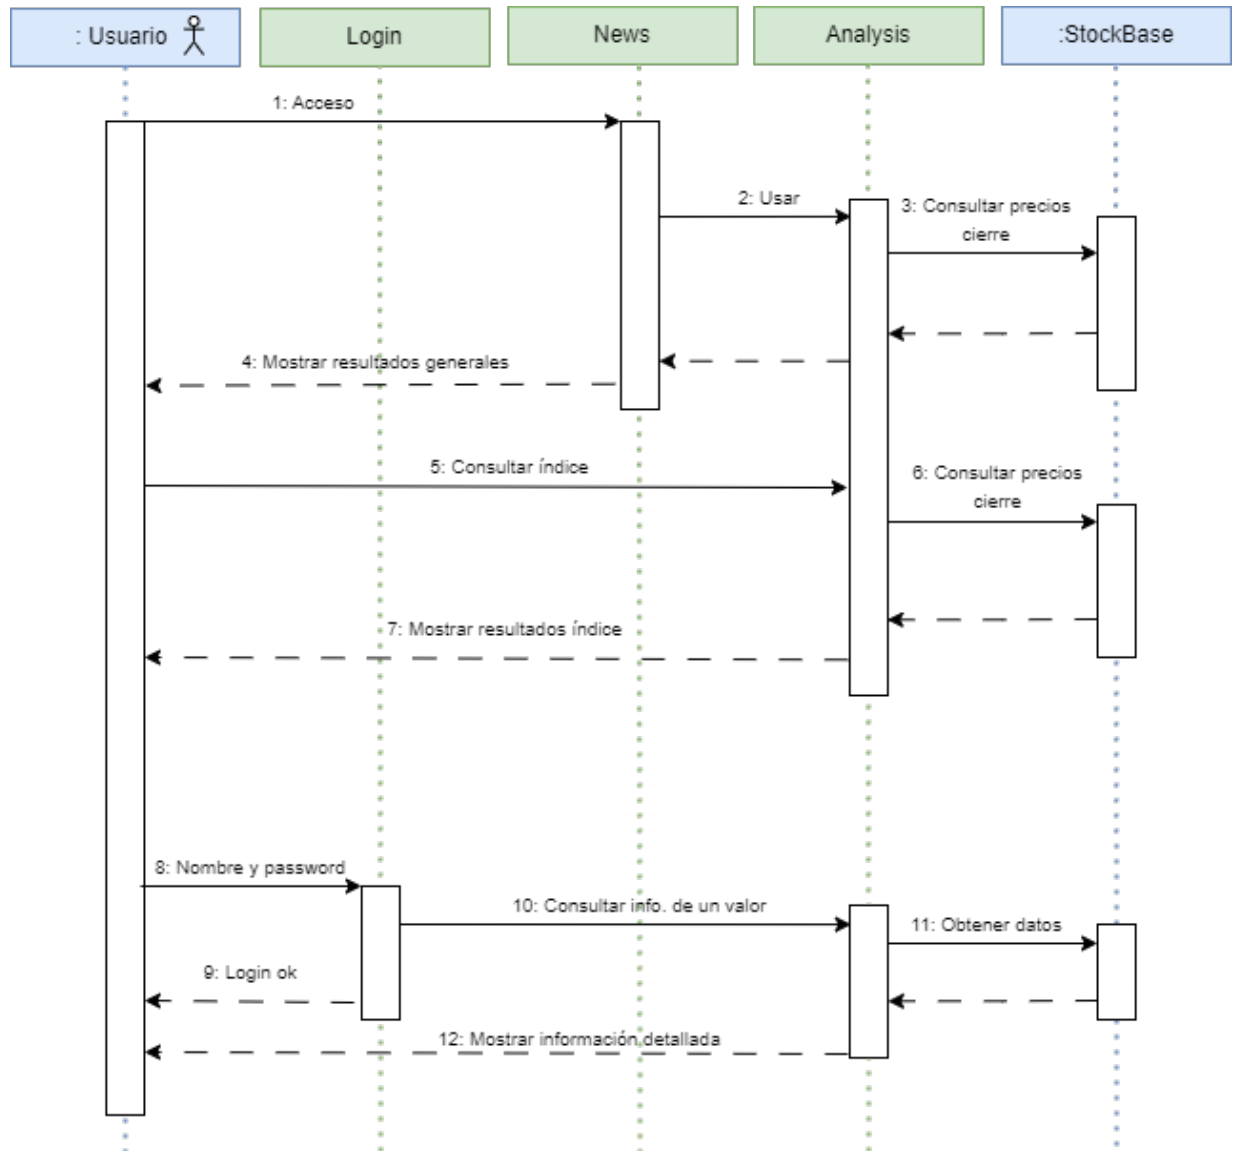 : Usuario
Login
News
Analysis
:StockBase
1: Acceso
2: Usar
3: Consultar precios
cierre
4: Mostrar resultados generales
5: Consultar índice
6: Consultar precios
cierre
7: Mostrar resultados índice
8: Nombre y password
10: Consultar info. de un valor
11: Obtener datos
9: Login ok
12: Mostrar información detallada